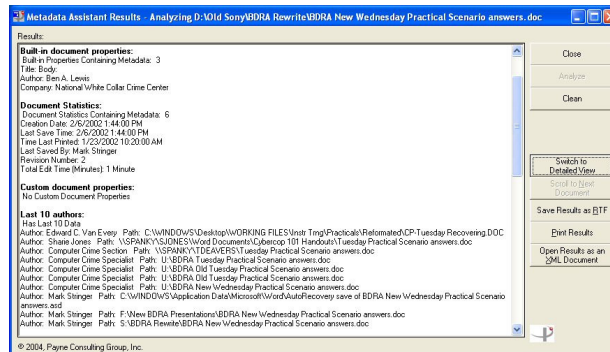 Metadata Assistant Results - Analyzing D:\Old Sony\BDRA Rewrite\BDRA New Wednesday Practical Scenario answers.doc
Results:
Built-in document properties:
Built-in Properties Containing Metadata: 3
Title: Body:
Author: Ben A. Lewis
Company: National White Collar Crime Center
Document Statistics:
Document Statistics Containing Metadata: 6
Creation Date: 2/6/2002 1:44:00 PM
Last Save Time: 2/6/2002 1:44:00 PM
Time Last Printed: 1/23/2002 10:20:00 AM
Last Saved By: Mark Stringer
Revision Number: 2
Total Edit Time (Minutes): 1 Minute
Custom document properties:
No Custom Document Properties
Last 10 authors:
Has Last 10 Data
Author: Edward C. Van Every Path: C:\WINDOWS\Desktop\WORKING FILES\Instr Trng\Practicals\Reformated\CP-Tuesday Recovering.DOC
Author: Sharie Jones Path: \\SPANKY\SJONES\Word Documents\Cybercop 101 Handouts\Tuesday Practical Scenario answers.doc
Author: Computer Crime Section Path: \\SPANKY\TDEAVERS\Tuesday Practical Scenario answers.doc
Author: Computer Crime Specialist Path: U:\BDRA Tuesday Practical Scenario answers.doc
Author: Computer Crime Specialist Path: U:\BDRA Old Tuesday Practical Scenario answers.doc
Author: Computer Crime Specialist Path: U:\BDRA Old Tuesday Practical Scenario answers.doc
Author: Computer Crime Specialist Path: U:\BDRA New Wednesday Practical Scenario answers.doc
Author: Mark Stringer Path: C:\WINDOWS\Application Data\Microsoft\Word\AutoRecovery save of BDRA New Wednesday Practical Scenario
answers.asd
Author: Mark Stringer Path: F:\New BDRA Presentations\BDRA New Wednesday Practical Scenario answers.doc
Author: Mark Stringer Path: S:\BDRA Rewrite\BDRA New Wednesday Practical Scenario answers.doc
Close
Analyze
Clean
Switch to
Detailed View
Scroll to Next
Document
Save Results as RTF
Print Results
Open Results as an
XML Document
© 2004, Payne Consulting Group, Inc.